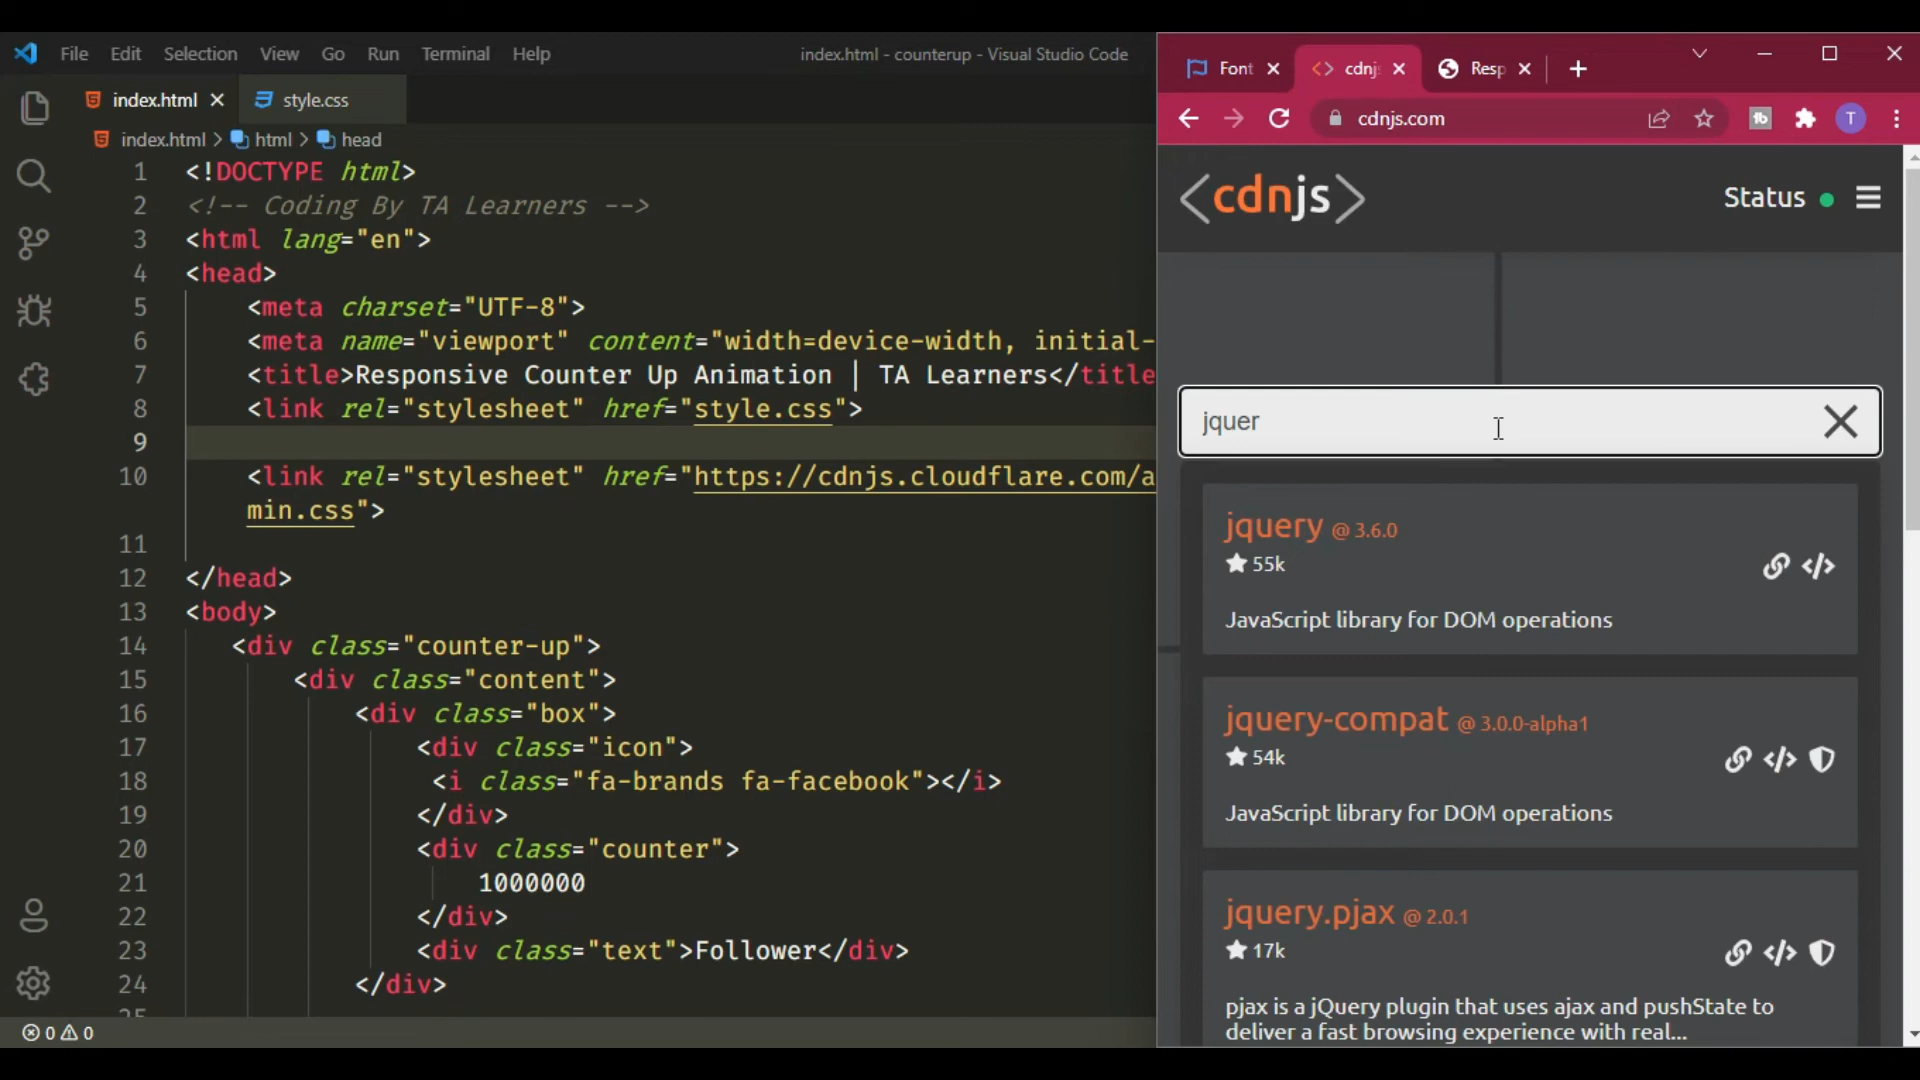 File Edit Selection View Go Run Terminal Help
index.html - counterup - Visual Studio Code
index.html
style.css
index.html > html > head
1 <!DOCTYPE html>
2 <!-- Coding By TA Learners -->
3 <html lang="en">
4 <head>
5 <meta charset="UTF-8">
6 <meta name="viewport" content="width=device-width, initial-
7 <title>Responsive Counter Up Animation | TA Learners</title
8 <link rel="stylesheet" href="style.css">
9
10 <link rel="stylesheet" href="https://cdnjs.cloudflare.com/a
min.css">
11
12 </head>
13 <body>
14 <div class="counter-up">
15 <div class="content">
16 <div class="box">
17 <div class="icon">
18 <i class="fa-brands fa-facebook"></i>
19 </div>
20 <div class="counter">
21 1000000
22 </div>
23 <div class="text">Follower</div>
24 </div>
25
0 0
Font
cdnj
Resp
cdnjs.com
T
<cdnjs>
Status
jquer
jquery @ 3.6.0
55k
JavaScript library for DOM operations
jquery-compat @ 3.0.0-alpha1
54k
JavaScript library for DOM operations
jquery.pjax @ 2.0.1
17k
pjax is a jQuery plugin that uses ajax and pushState to
deliver a fast browsing experience with real...